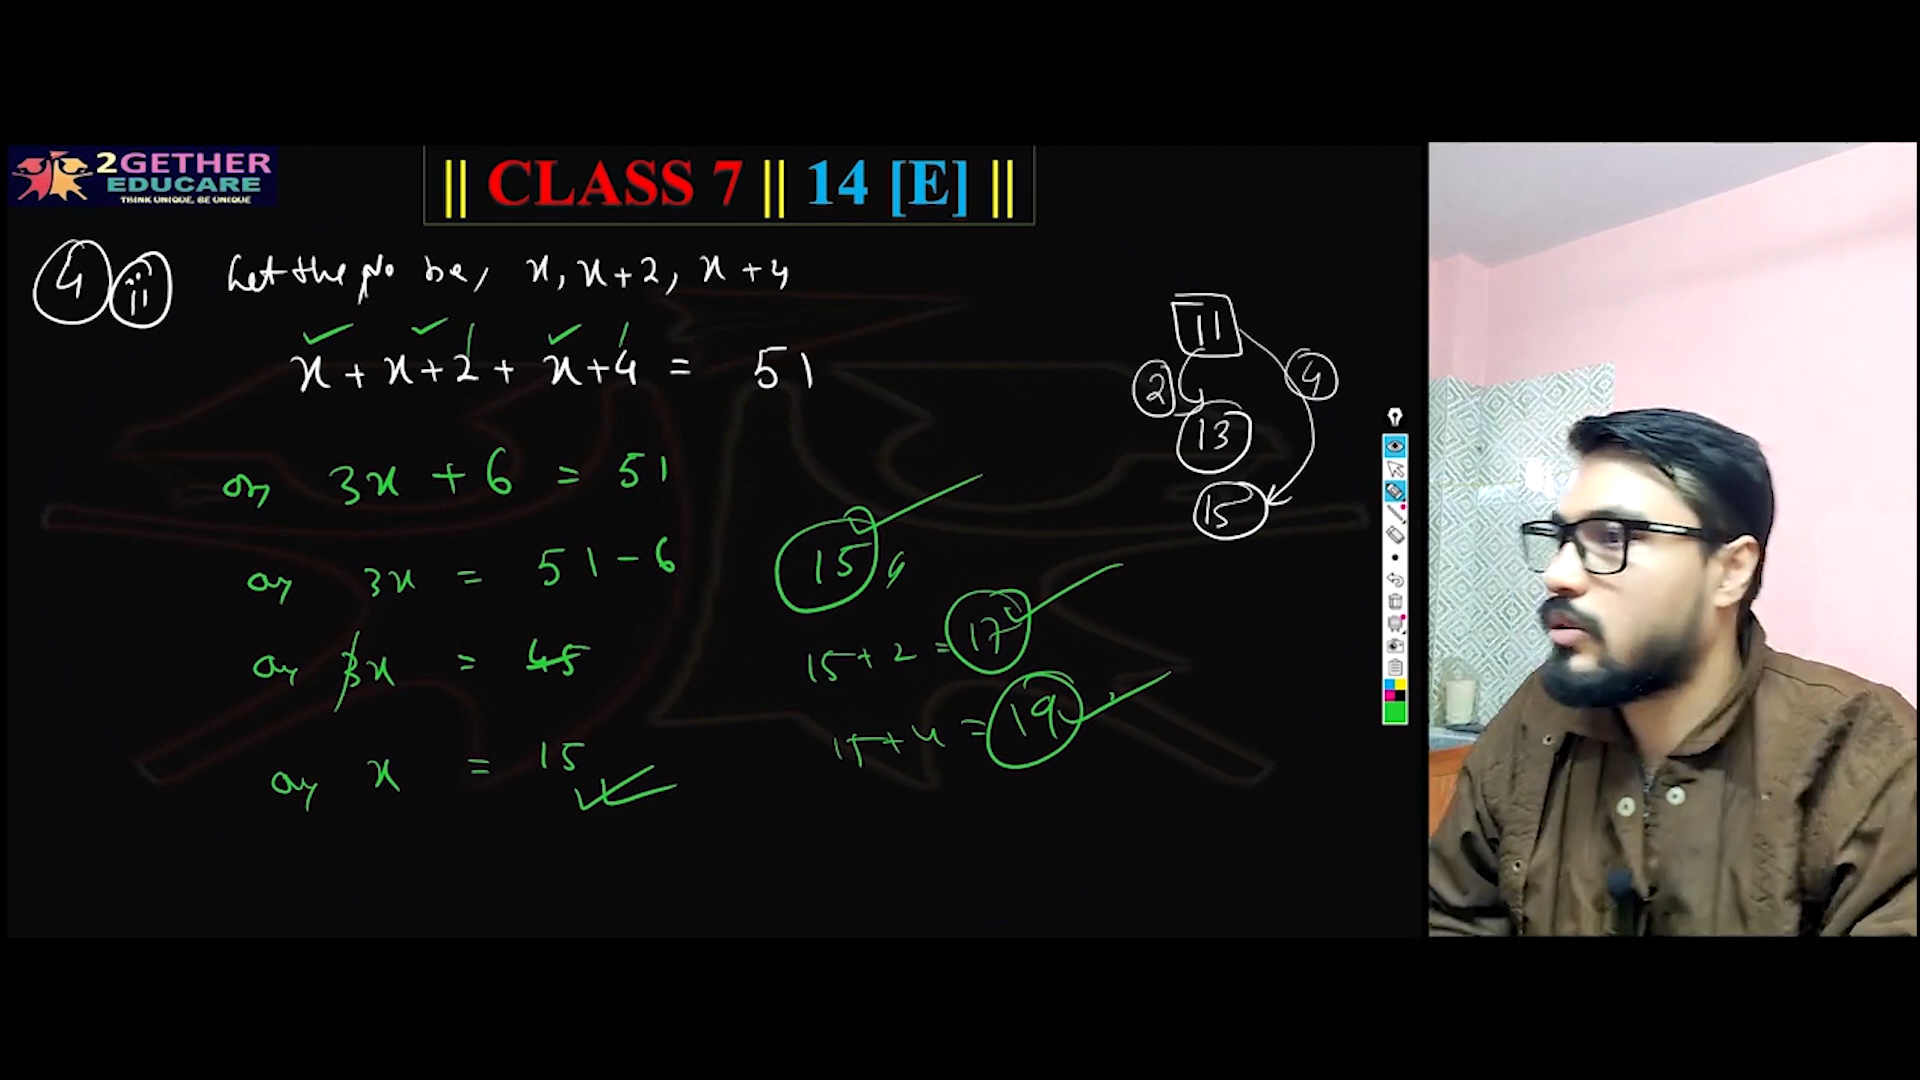 2GETHER
EDUCARE
THINK UNIQUE, BE UNIQUE
|| CLASS 7 || 14 [E] ||
4 ii Let the no be, x, x+2, x+4
x + x+2 + x+4 = 51
or 3x + 6 = 51
or 3x = 51-6
or 3x = 45
or x = 15
15
15+2 = 17
15+4 = 19
11
2
4
13
15